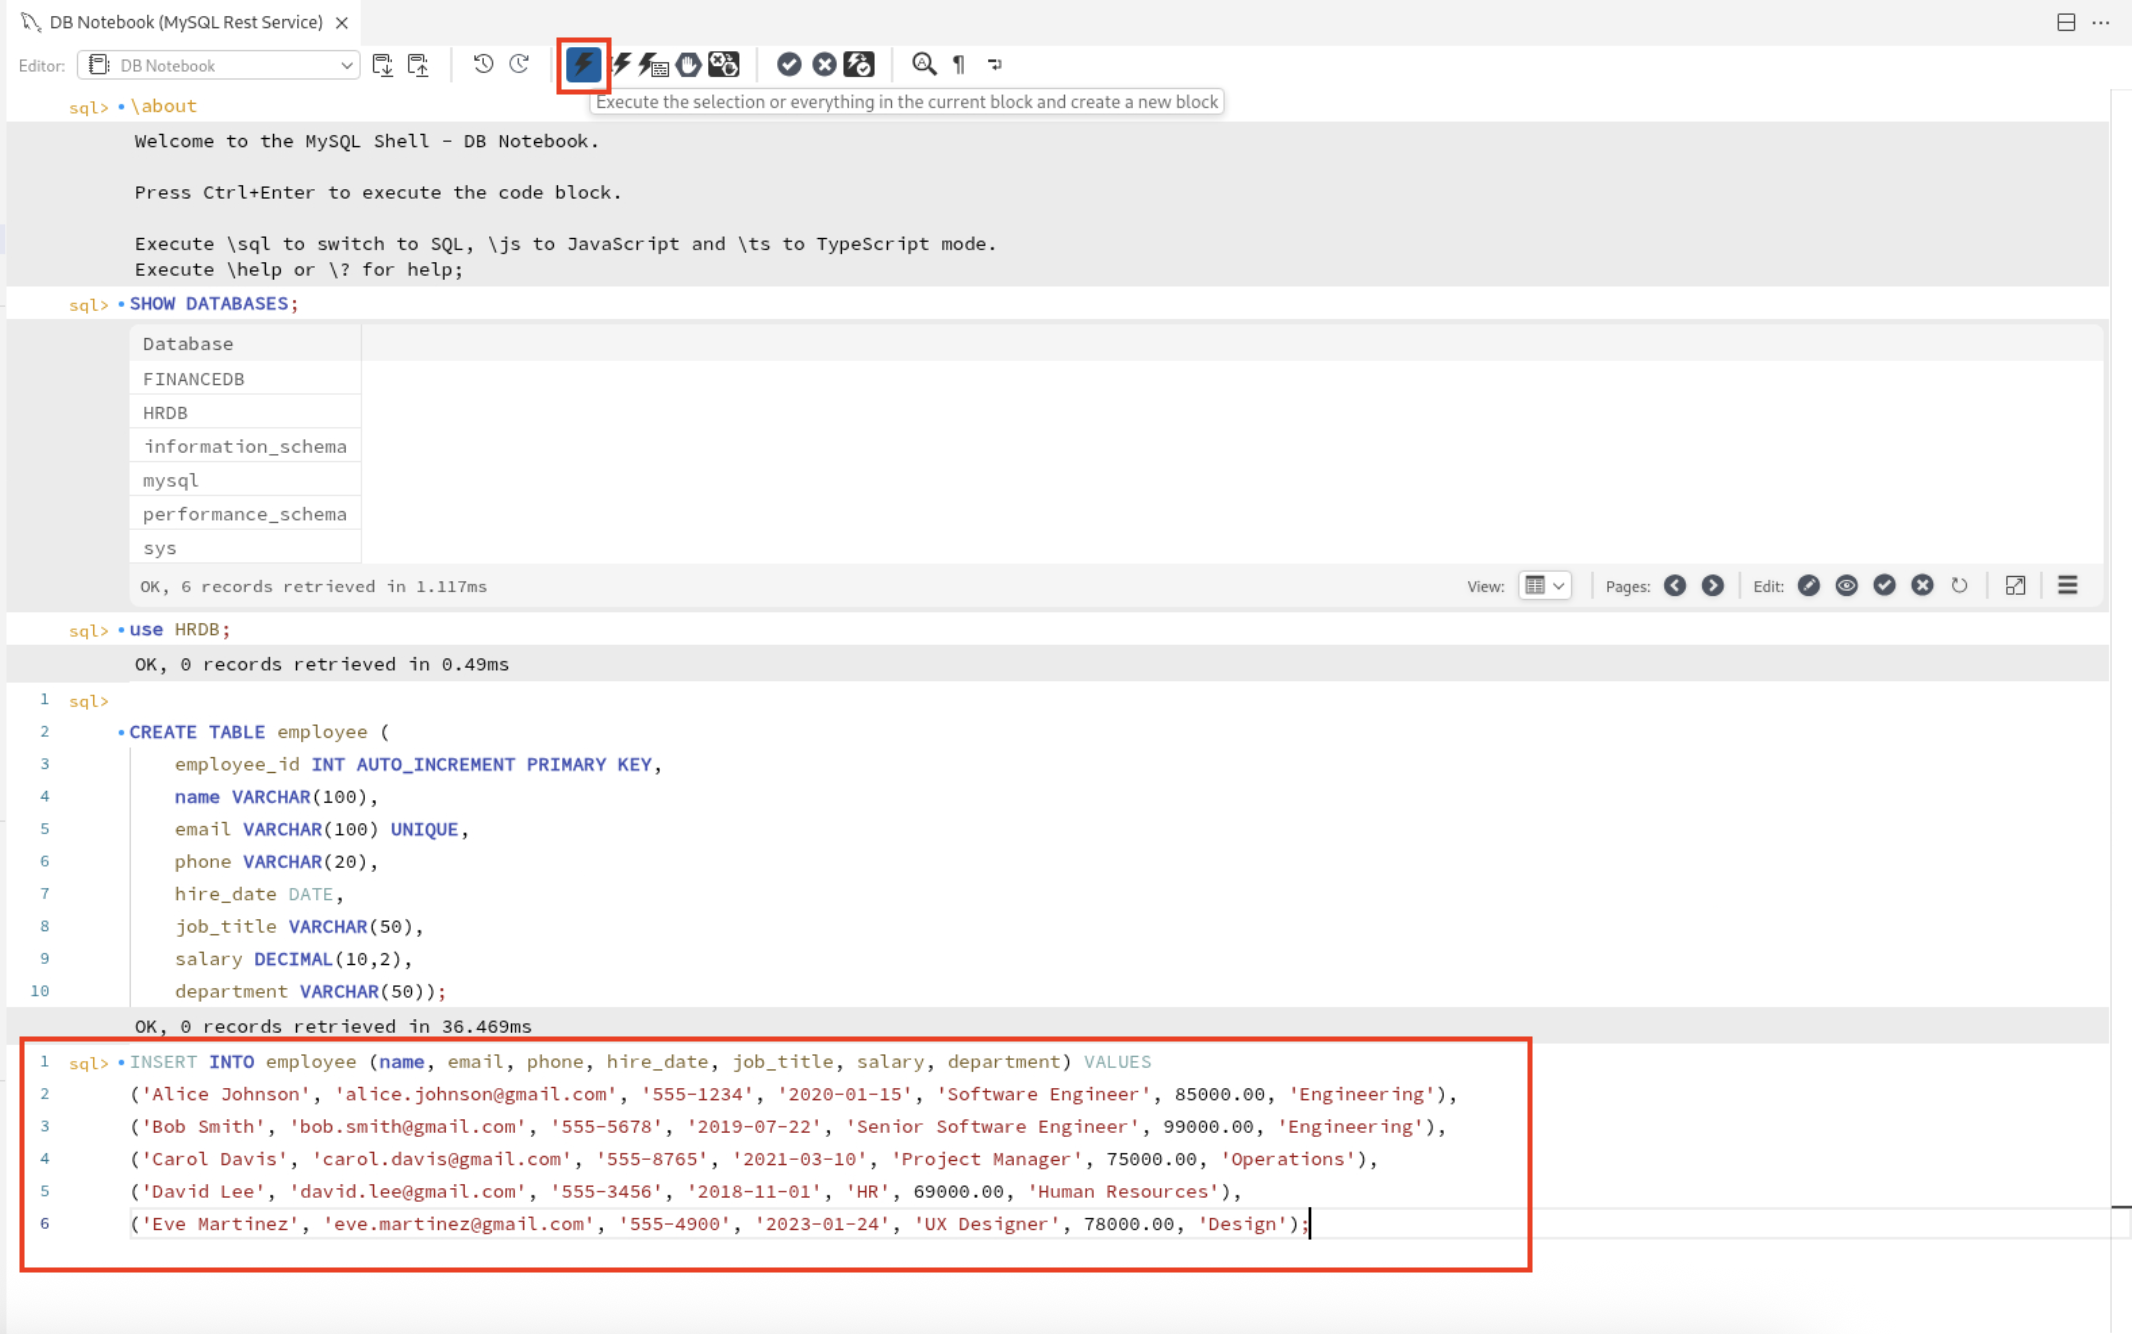 DB Notebook (MySQL Rest Service)
Editor: DB Notebook
Execute the selection or everything in the current block and create a new block
sql> \about
Welcome to the MySQL Shell - DB Notebook.
Press Ctrl+Enter to execute the code block.
Execute \sql to switch to SQL, \js to JavaScript and \ts to TypeScript mode.
Execute \help or \? for help;
sql> SHOW DATABASES;
Database
FINANCEDB
HRDB
information_schema
mysql
performance_schema
sys
OK, 6 records retrieved in 1.117ms View: Pages: Edit:
sql> use HRDB;
OK, 0 records retrieved in 0.49ms
1 sql>
2 CREATE TABLE employee (
3 employee_id INT AUTO_INCREMENT PRIMARY KEY,
4 name VARCHAR(100),
5 email VARCHAR(100) UNIQUE,
6 phone VARCHAR(20),
7 hire_date DATE,
8 job_title VARCHAR(50),
9 salary DECIMAL(10,2),
10 department VARCHAR(50));
OK, 0 records retrieved in 36.469ms
1 sql> INSERT INTO employee (name, email, phone, hire_date, job_title, salary, department) VALUES
2 ('Alice Johnson', 'alice.johnson@gmail.com', '555-1234', '2020-01-15', 'Software Engineer', 85000.00, 'Engineering'),
3 ('Bob Smith', 'bob.smith@gmail.com', '555-5678', '2019-07-22', 'Senior Software Engineer', 99000.00, 'Engineering'),
4 ('Carol Davis', 'carol.davis@gmail.com', '555-8765', '2021-03-10', 'Project Manager', 75000.00, 'Operations'),
5 ('David Lee', 'david.lee@gmail.com', '555-3456', '2018-11-01', 'HR', 69000.00, 'Human Resources'),
6 ('Eve Martinez', 'eve.martinez@gmail.com', '555-4900', '2023-01-24', 'UX Designer', 78000.00, 'Design');